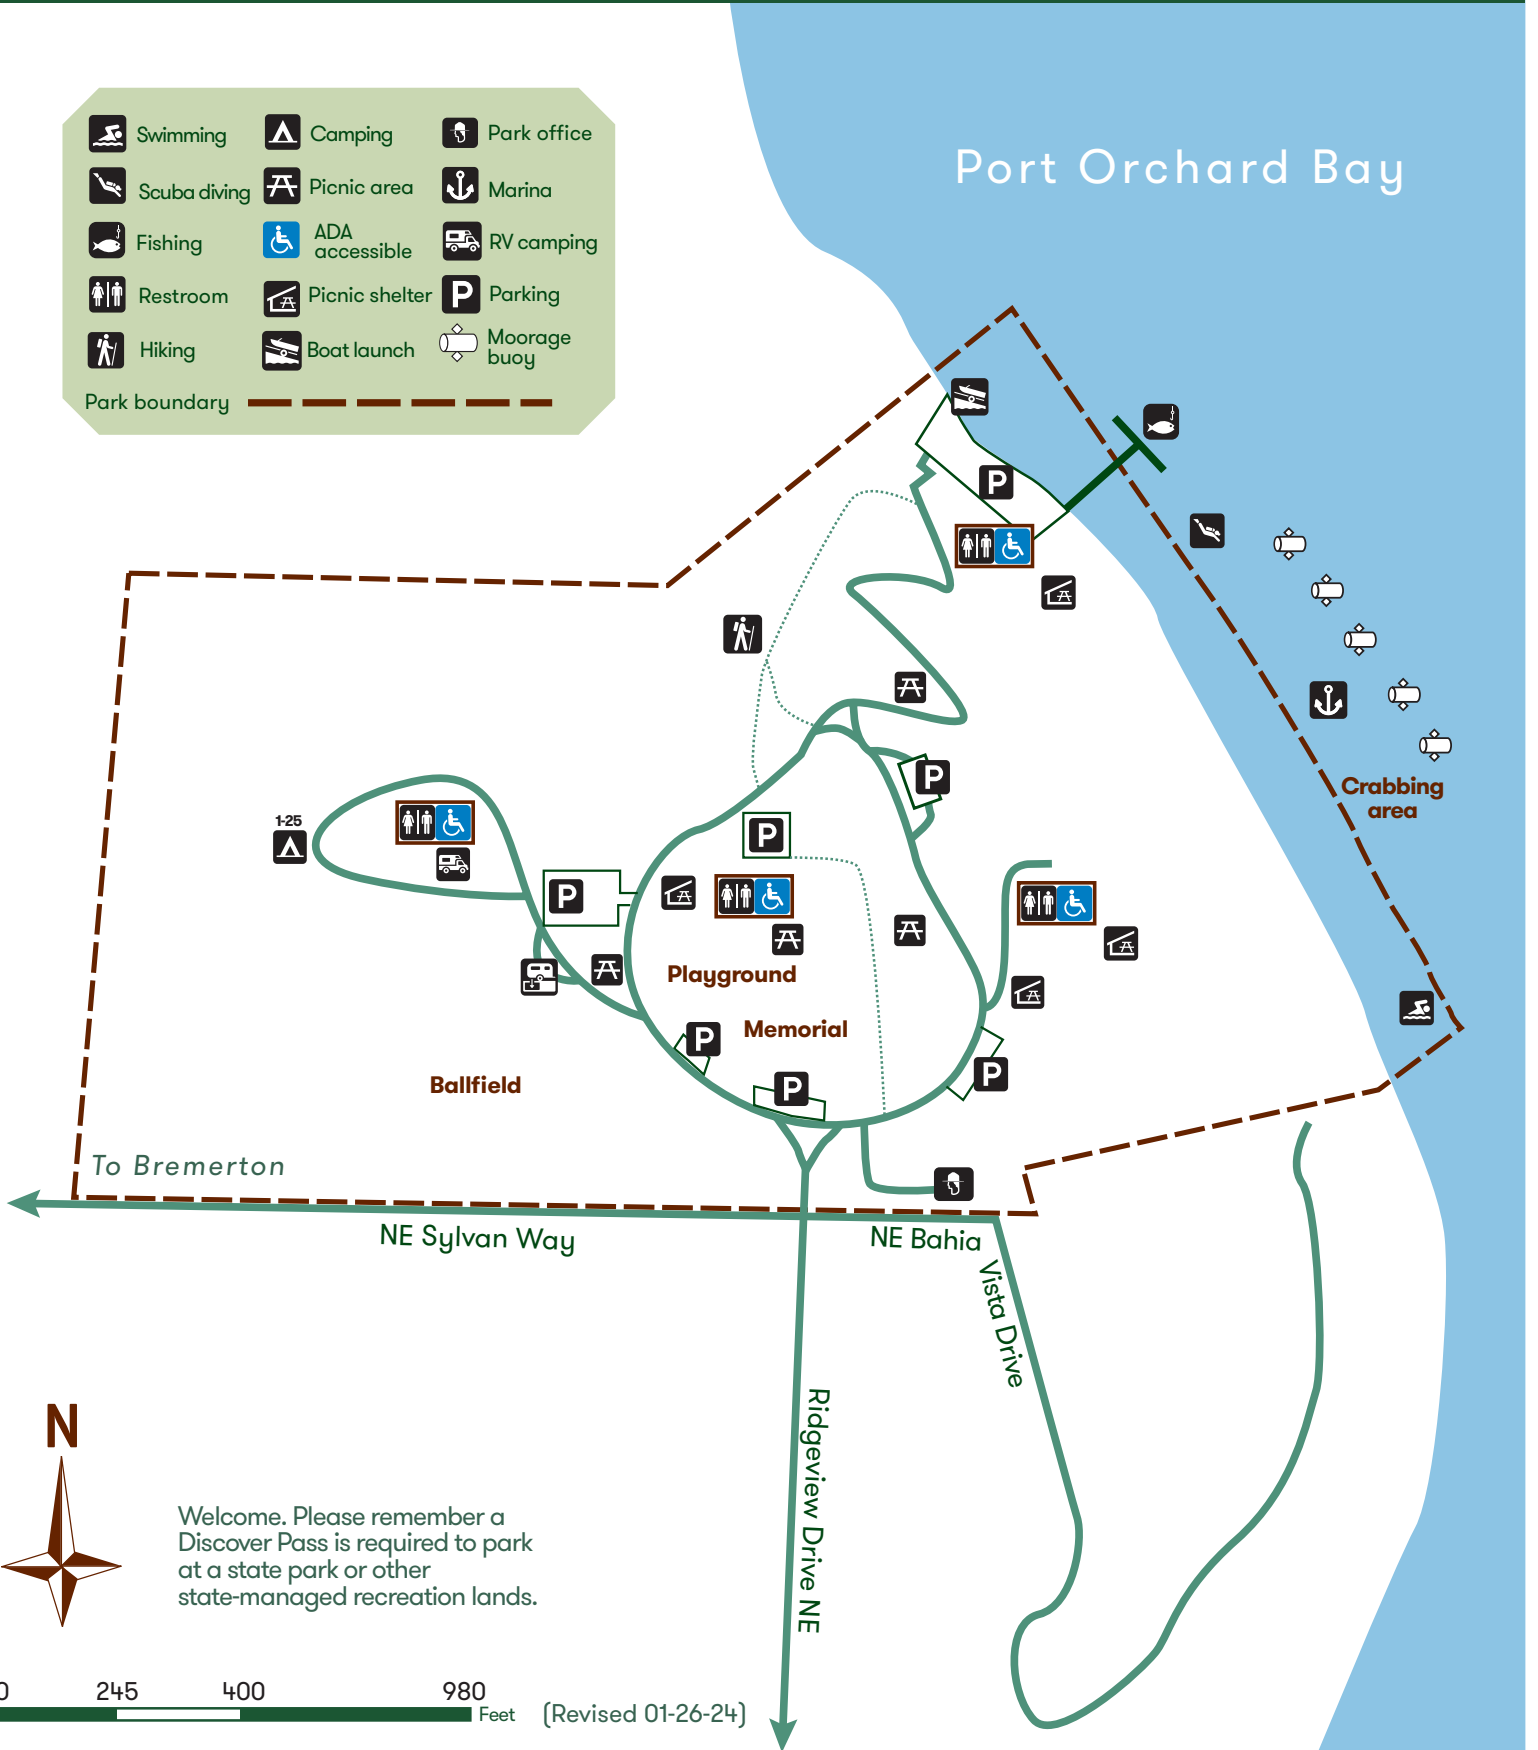 Swimming
Camping
Park office
Scuba diving
Picnic area
Marina
Fishing
ADA
accessible
RV camping
Restroom
Picnic shelter
P
Parking
Hiking
Boat launch
Moorage
buoy
Park boundary
Port Orchard Bay
P
P
Crabbing
area
1-25
P
P
Playground
Memorial
P
P
P
Ballfield
To Bremerton
NE Sylvan Way
NE Bahia
Vista Drive
Ridgeview Drive NE
N
Welcome. Please remember a
Discover Pass is required to park
at a state park or other
state-managed recreation lands.
0 245 400 980
Feet
(Revised 01-26-24)